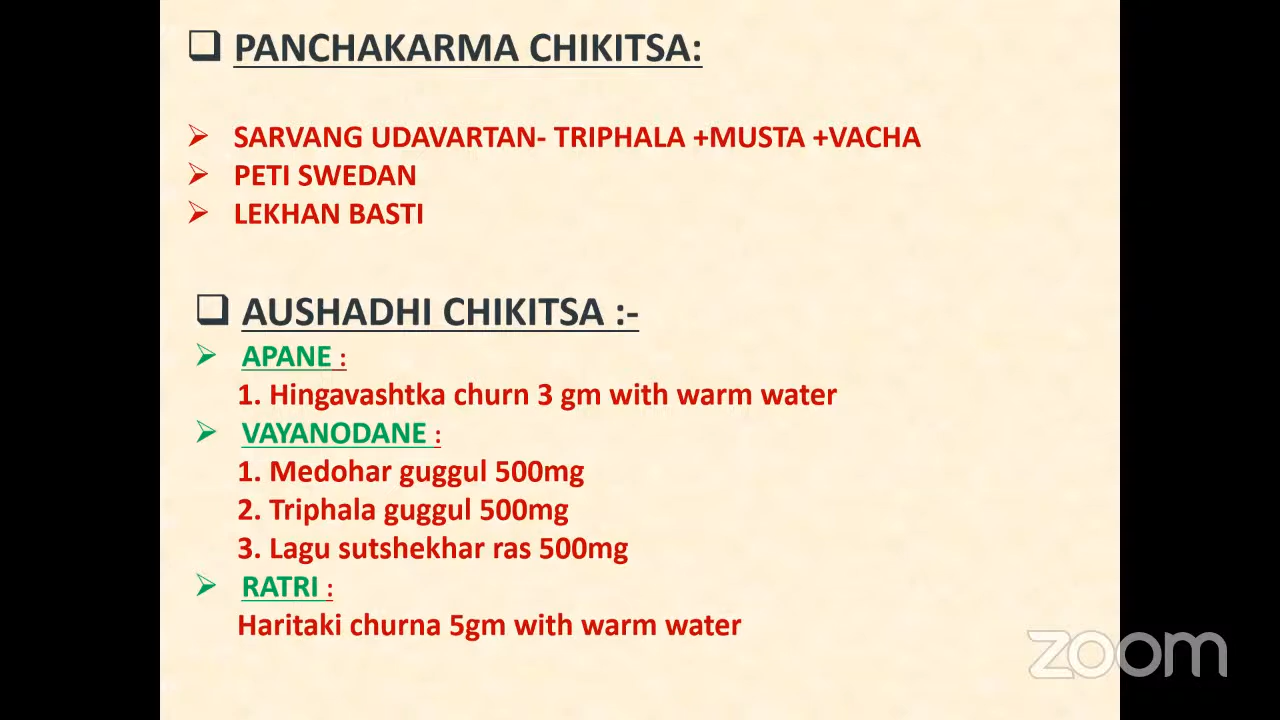 PANCHAKARMA CHIKITSA:
SARVANG UDAVARTAN- TRIPHALA +MUSTA +VACHA
PETI SWEDAN
LEKHAN BASTI
AUSHADHI CHIKITSA :-
APANE :
1. Hingavashtka churn 3 gm with warm water
VAYANODANE :
1. Medohar guggul 500mg
2. Triphala guggul 500mg
3. Lagu sutshekhar ras 500mg
RATRI :
Haritaki churna 5gm with warm water
zoom